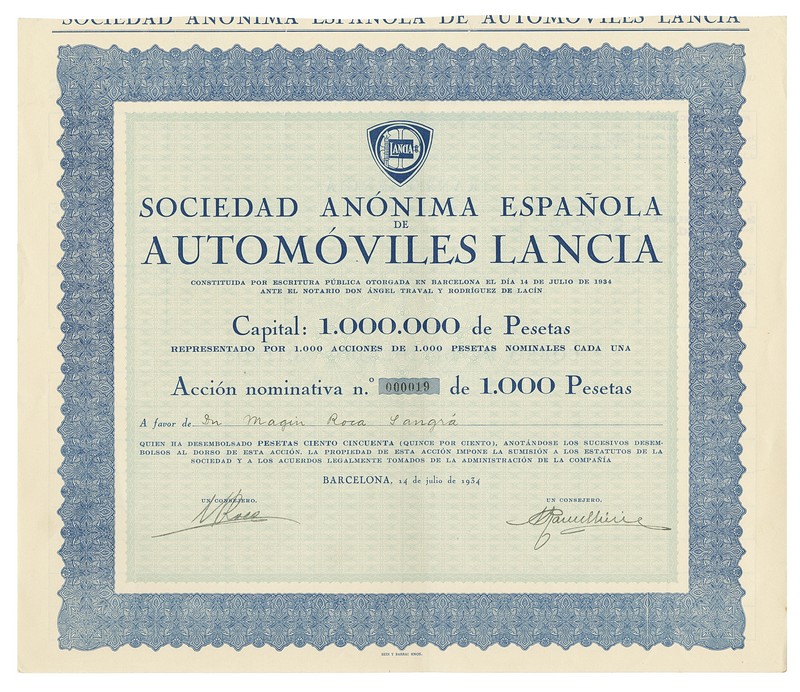 SOCIEDAD ANÓNIMA ESPAÑOLA DE AUTOMÓVILES LANCIA
LANCIA
SOCIEDAD ANÓNIMA ESPAÑOLA
DE
AUTOMÓVILES LANCIA
CONSTITUIDA POR ESCRITURA PÚBLICA OTORGADA EN BARCELONA EL DÍA 14 DE JULIO DE 1934
ANTE EL NOTARIO DON ÁNGEL TRAVAL Y RODRÍGUEZ DE LACÍN
Capital: 1.000.000 de Pesetas
REPRESENTADO POR 1.000 ACCIONES DE 1.000 PESETAS NOMINALES CADA UNA
Acción nominativa n.º 000019 de 1.000 Pesetas
A favor de Dn Magin Roca Sangrá
QUIEN HA DESEMBOLSADO PESETAS CIENTO CINCUENTA (QUINCE POR CIENTO), ANOTÁNDOSE LOS SUCESIVOS DESEM-
BOLSOS AL DORSO DE ESTA ACCIÓN. LA PROPIEDAD DE ESTA ACCIÓN IMPONE LA SUMISIÓN A LOS ESTATUTOS DE LA
SOCIEDAD Y A LOS ACUERDOS LEGALMENTE TOMADOS DE LA ADMINISTRACIÓN DE LA COMPAÑÍA
BARCELONA, 14 de julio de 1934
UN CONSEJERO. UN CONSEJERO.